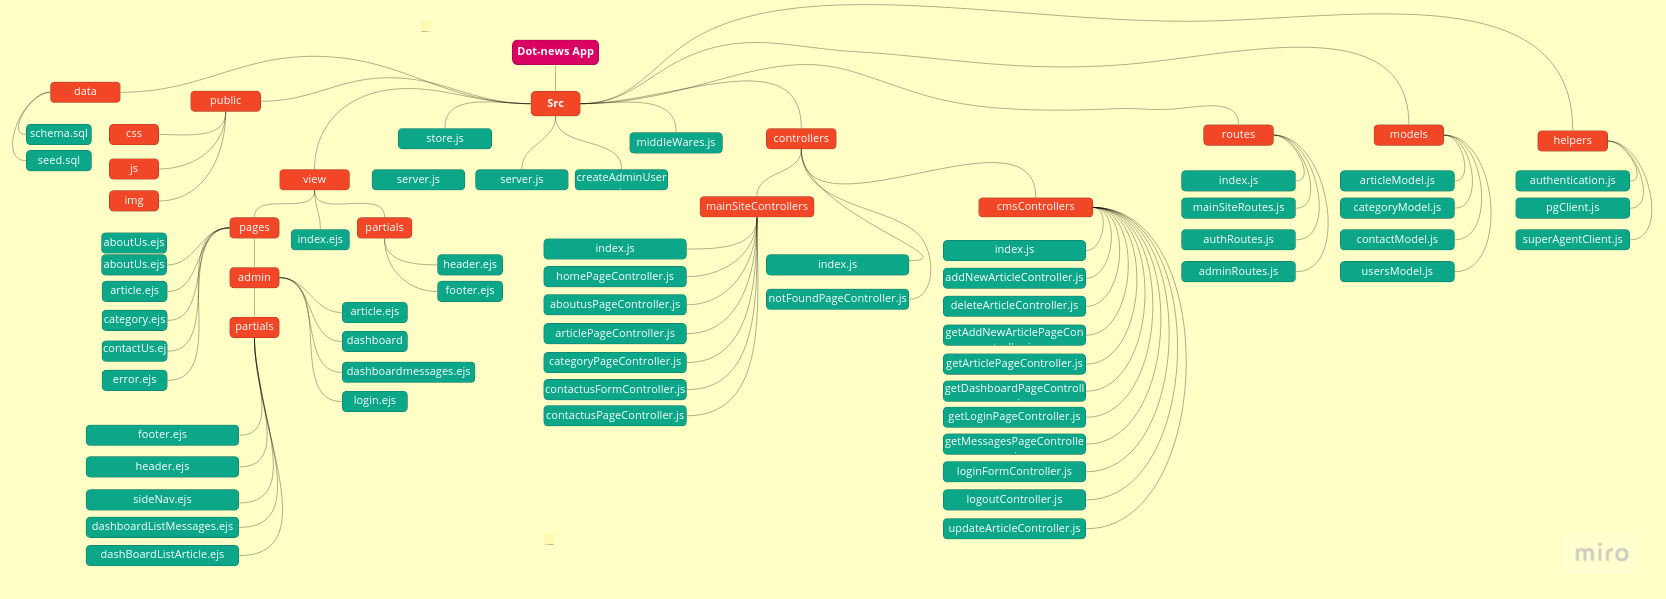 Dot-news App
Src
data
schema.sql
seed.sql
public
css
js
img
view
pages
aboutUs.ejs
aboutUs.ejs
article.ejs
category.ejs
contactUs.ej
error.ejs
index.ejs
partials
header.ejs
footer.ejs
admin
article.ejs
dashboard
dashboardmessages.ejs
login.ejs
partials
footer.ejs
header.ejs
sideNav.ejs
dashboardListMessages.ejs
dashBoardListArticle.ejs
store.js
server.js
server.js
createAdminUser
middleWares.js
controllers
mainSiteControllers
index.js
homePageController.js
aboutusPageController.js
articlePageController.js
categoryPageController.js
contactusFormController.js
contactusPageController.js
index.js
notFoundPageController.js
cmsControllers
index.js
addNewArticleController.js
deleteArticleController.js
getAddNewArticlePageCon
getArticlePageController.js
getDashboardPageControll
getLoginPageController.js
getMessagesPageControlle
loginFormController.js
logoutController.js
updateArticleController.js
routes
index.js
mainSiteRoutes.js
authRoutes.js
adminRoutes.js
models
articleModel.js
categoryModel.js
contactModel.js
usersModel.js
helpers
authentication.js
pgClient.js
superAgentClient.js
miro